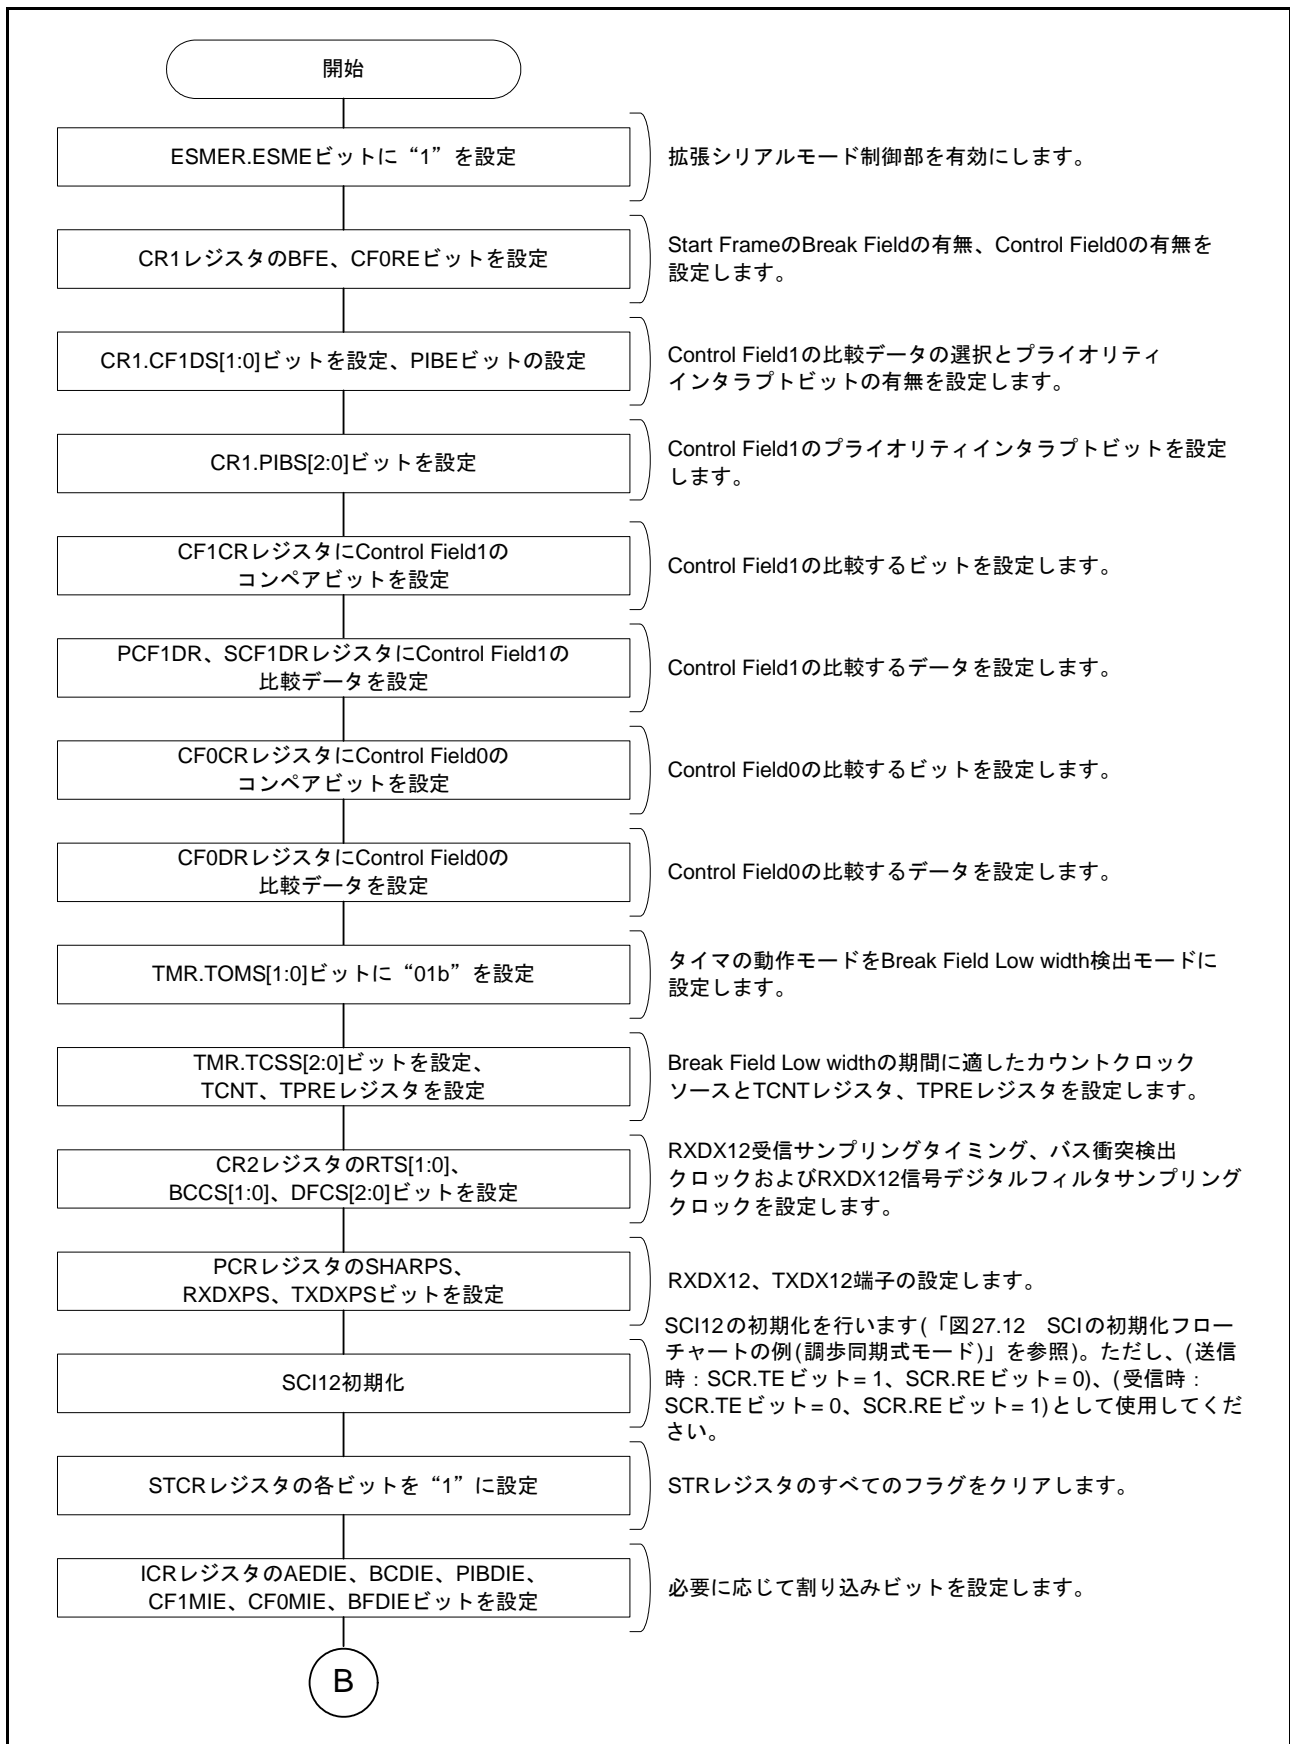 開始
ESMER.ESMEビットに“1”を設定
拡張シリアルモード制御部を有効にします。
CR1レジスタのBFE、CF0REビットを設定
Start FrameのBreak Fieldの有無、Control Field0の有無を
設定します。
CR1.CF1DS[1:0]ビットを設定、PIBEビットの設定
Control Field1の比較データの選択とプライオリティ
インタラプトビットの有無を設定します。
CR1.PIBS[2:0]ビットを設定
Control Field1のプライオリティインタラプトビットを設定
します。
CF1CRレジスタにControl Field1の
コンペアビットを設定
Control Field1の比較するビットを設定します。
PCF1DR、SCF1DRレジスタにControl Field1の
比較データを設定
Control Field1の比較するデータを設定します。
CF0CRレジスタにControl Field0の
コンペアビットを設定
Control Field0の比較するビットを設定します。
CF0DRレジスタにControl Field0の
比較データを設定
Control Field0の比較するデータを設定します。
TMR.TOMS[1:0]ビットに“01b”を設定
タイマの動作モードをBreak Field Low width検出モードに
設定します。
TMR.TCSS[2:0]ビットを設定、
TCNT、TPREレジスタを設定
Break Field Low widthの期間に適したカウントクロック
ソースとTCNTレジスタ、TPREレジスタを設定します。
CR2レジスタのRTS[1:0]、
BCCS[1:0]、DFCS[2:0]ビットを設定
RXDX12受信サンプリングタイミング、バス衝突検出
クロックおよびRXDX12信号デジタルフィルタサンプリング
クロックを設定します。
PCRレジスタのSHARPS、
RXDXPS、TXDXPSビットを設定
RXDX12、TXDX12端子の設定します。
SCI12初期化
SCI12の初期化を行います(「図27.12 SCIの初期化フロー
チャートの例(調歩同期式モード)」を参照)。ただし、(送信
時：SCR.TEビット= 1、SCR.REビット= 0)、(受信時：
SCR.TEビット= 0、SCR.REビット= 1)として使用してくだ
さい。
STCRレジスタの各ビットを“1”に設定
STRレジスタのすべてのフラグをクリアします。
ICRレジスタのAEDIE、BCDIE、PIBDIE、
CF1MIE、CF0MIE、BFDIEビットを設定
必要に応じて割り込みビットを設定します。
B